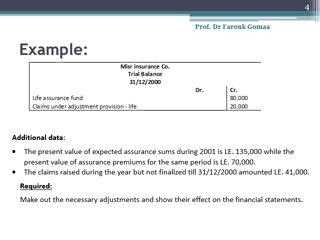 4
Prof. Dr Farouk Gomaa
Example:
Misr insurance Co.
Trial Balance
31/12/2000
Dr. Cr.
Life assurance fund 80,000
Claims under adjustment provision - life 20,000
Additional data:
• The present value of expected assurance sums during 2001 is LE. 135,000 while the
present value of assurance premiums for the same period is LE. 70,000.
• The claims raised during the year but not finalized till 31/12/2000 amounted LE. 41,000.
Required:
Make out the necessary adjustments and show their effect on the financial statements.